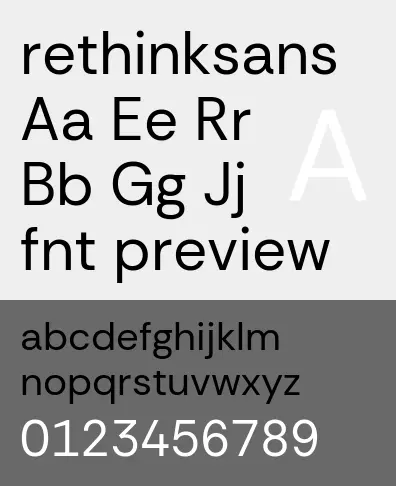 rethinksans
Aa Ee Rr
A
Bb Gg Jj
fnt preview
abcdefghijklm
nopqrstuvwxyz
0123456789